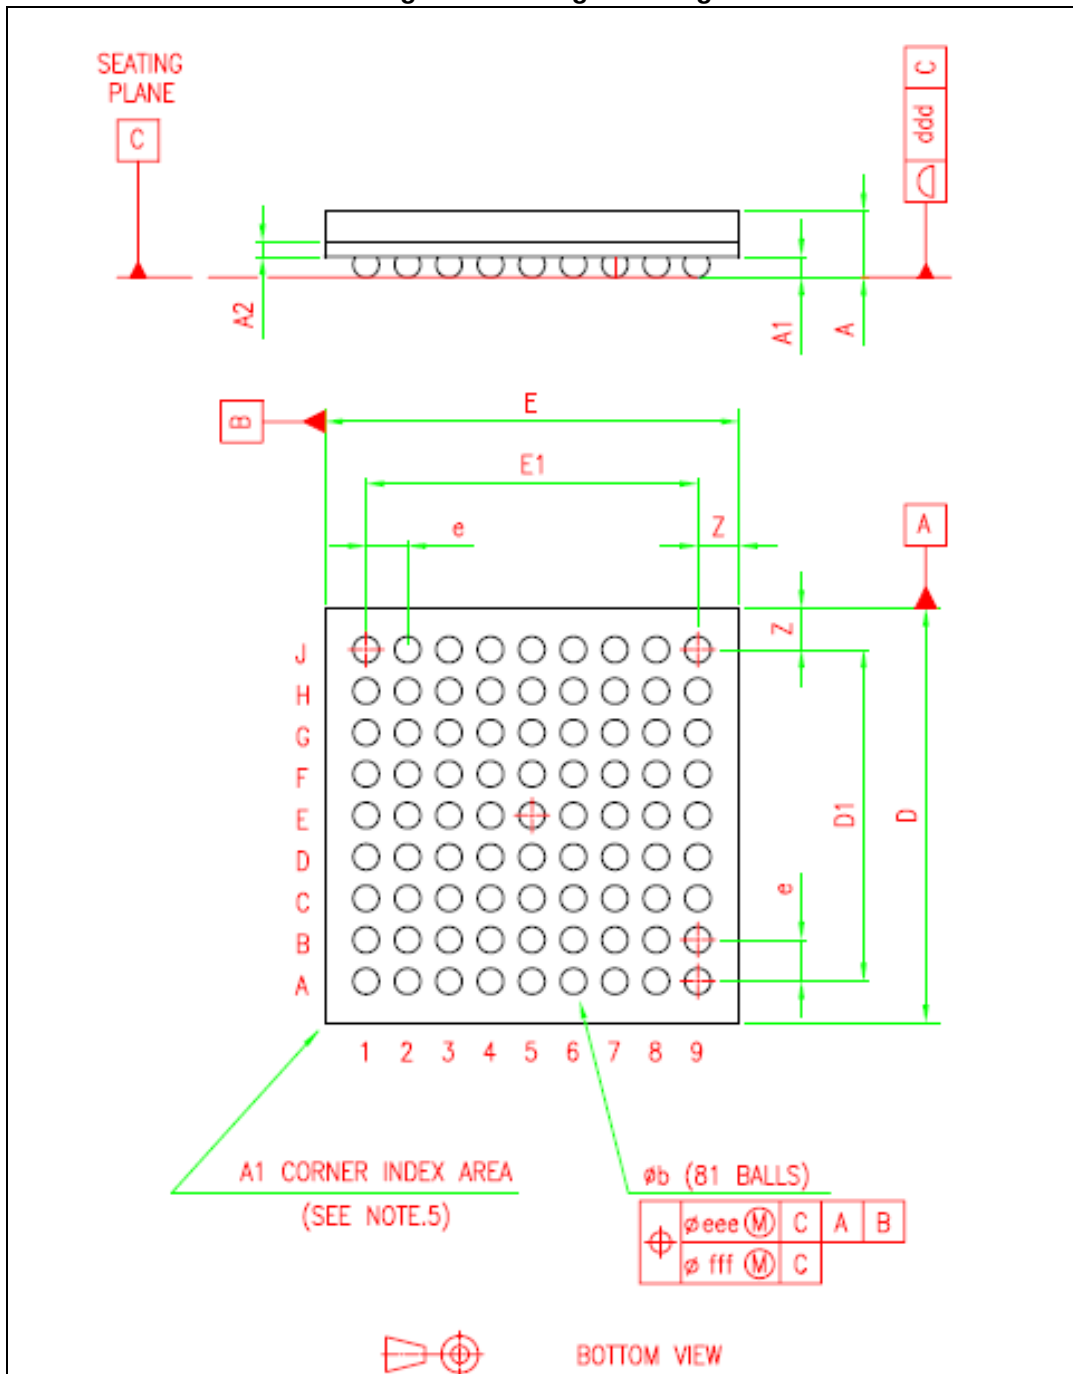 SEATING
PLANE
C
C
ddd
A2
A1
A
B
E
E1
e
Z
A
Z
J
H
G
F
E
D
C
B
A
D1
D
e
1 2 3 4 5 6 7 8 9
A1 CORNER INDEX AREA
(SEE NOTE.5)
øb (81 BALLS)
ø eee Ⓜ C A B
ø fff Ⓜ C
BOTTOM VIEW